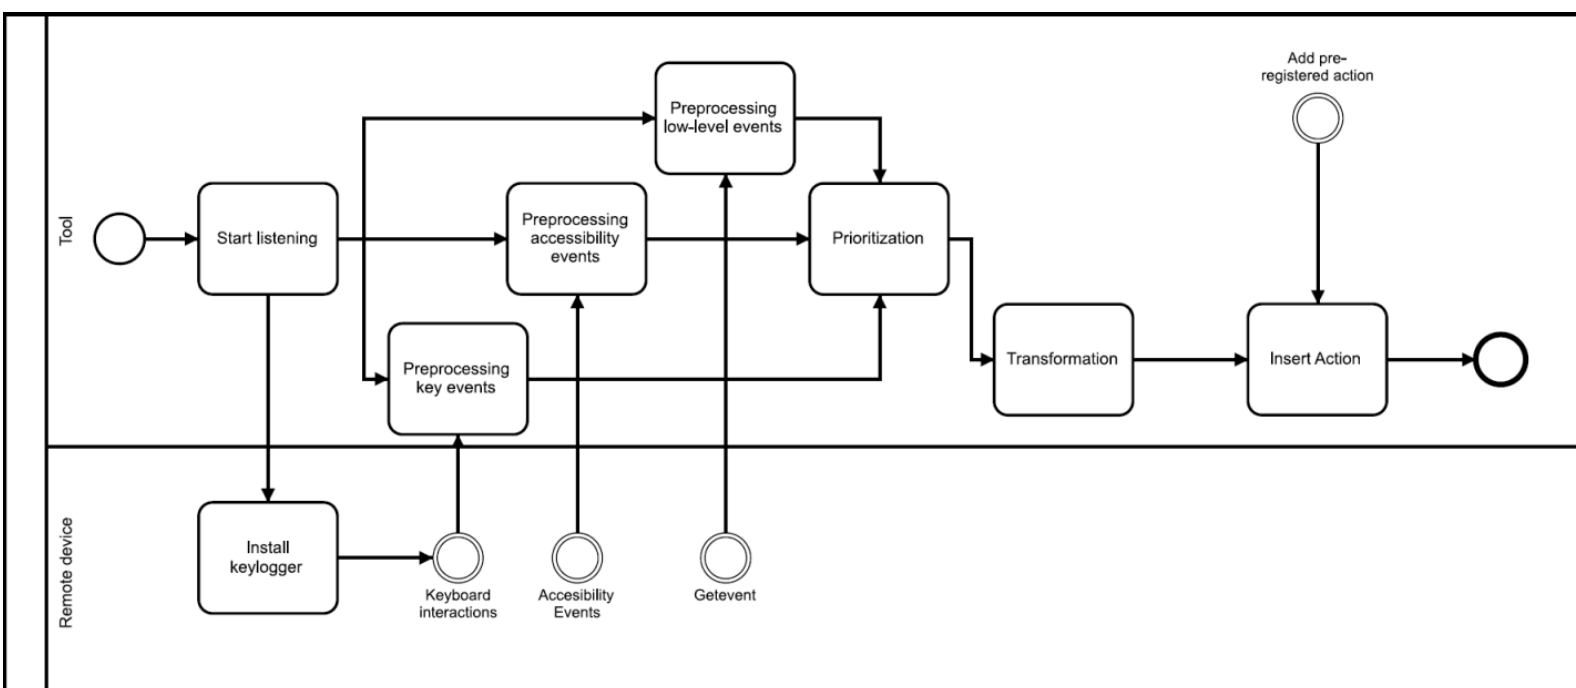 Add pre-
registered action
Preprocessing
low-level events
Tool
Start listening
Preprocessing
accessibility
events
Prioritization
Preprocessing
key events
Transformation
Insert Action
Remote device
Install
keylogger
Keyboard
interactions
Accesibility
Events
Getevent